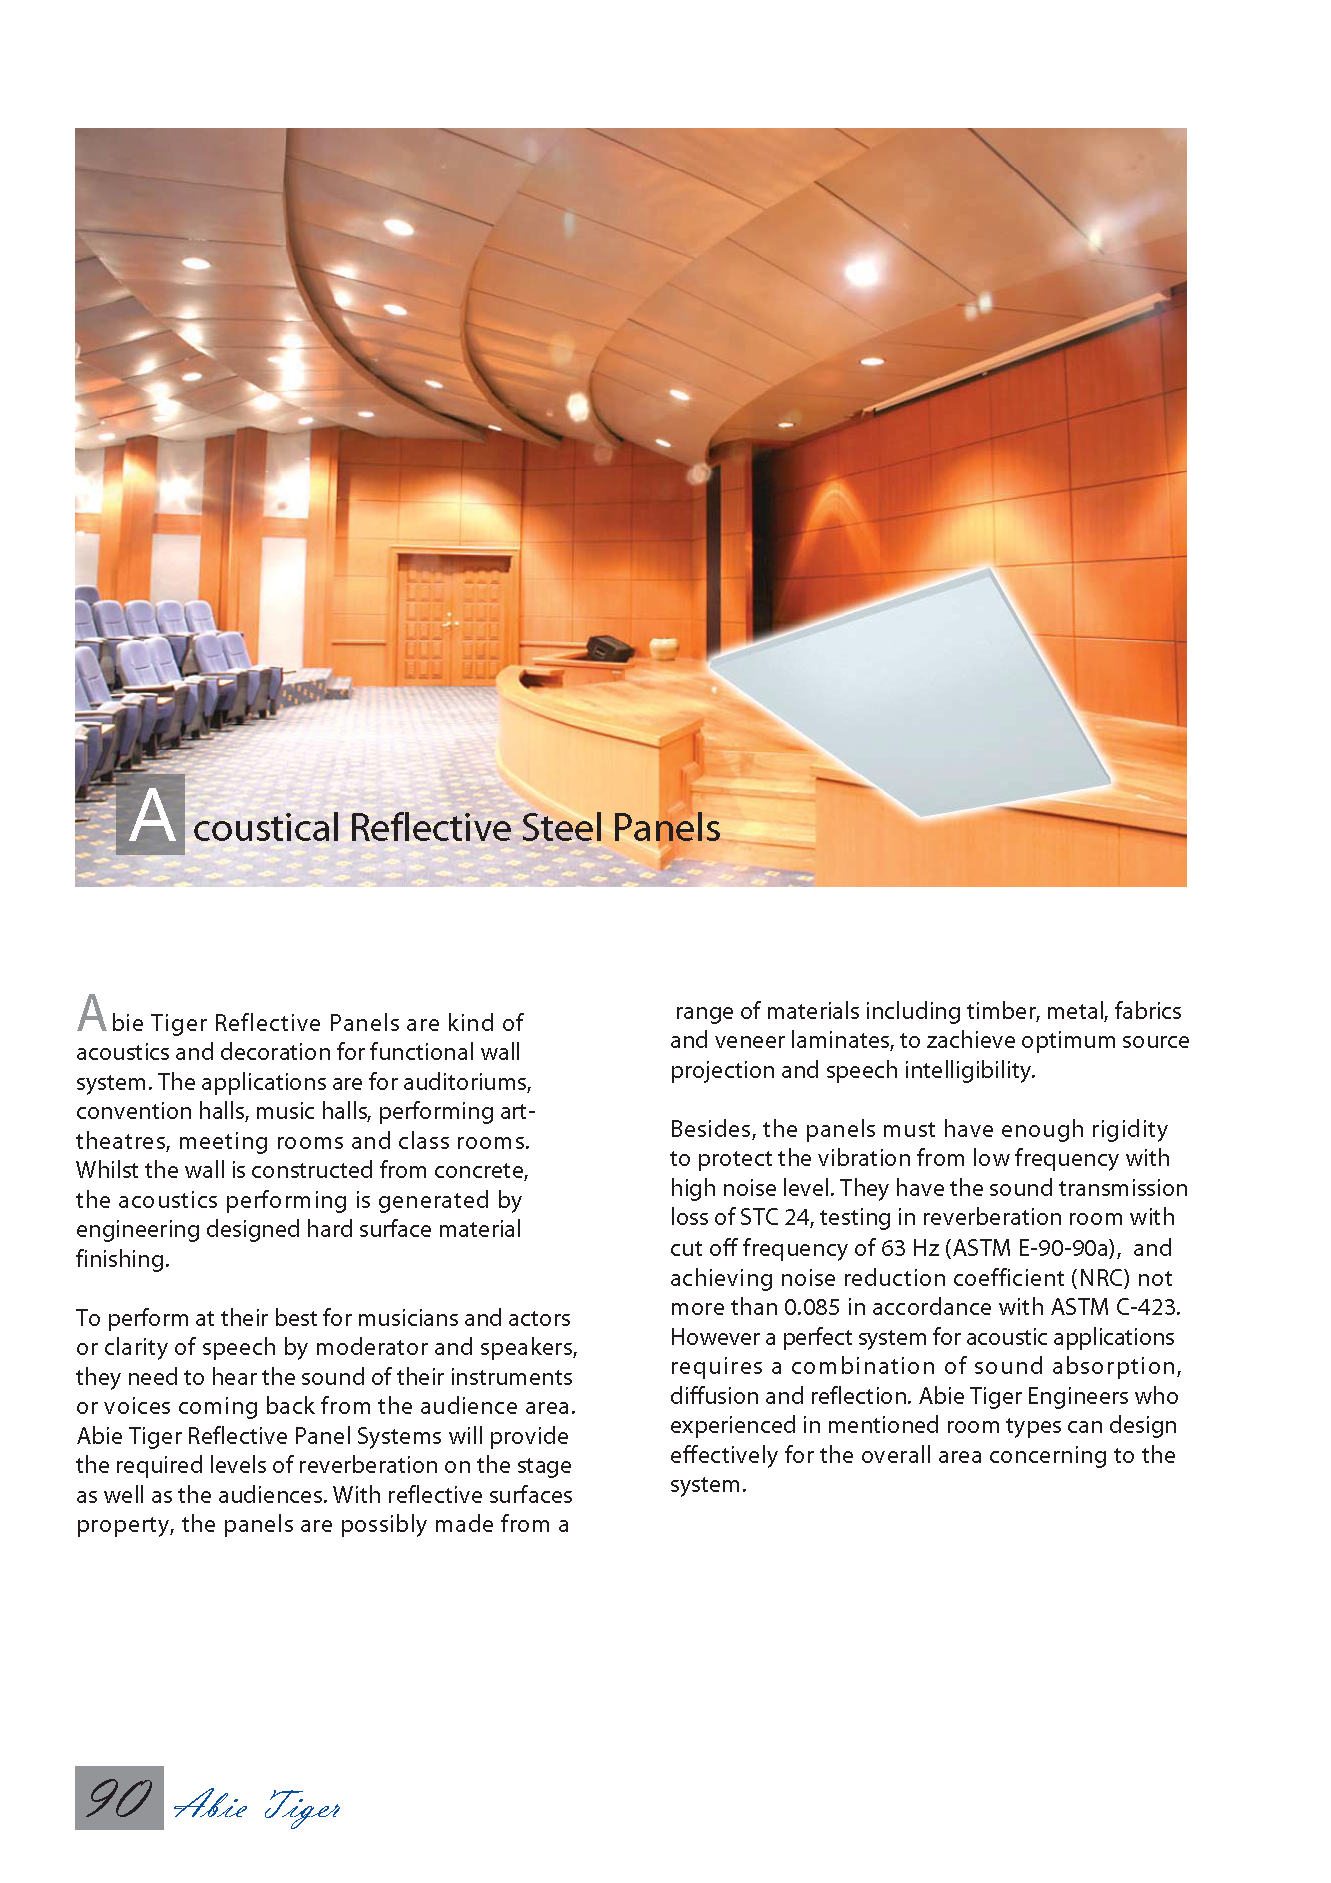 Acoustical Reflective Steel Panels
Abie Tiger Reflective Panels are kind of
acoustics and decoration for functional wall
system. The applications are for auditoriums,
convention halls, music halls, performing art-
theatres, meeting rooms and class rooms.
Whilst the wall is constructed from concrete,
the acoustics performing is generated by
engineering designed hard surface material
finishing.
To perform at their best for musicians and actors
or clarity of speech by moderator and speakers,
they need to hear the sound of their instruments
or voices coming back from the audience area.
Abie Tiger Reflective Panel Systems will provide
the required levels of reverberation on the stage
as well as the audiences. With reflective surfaces
property, the panels are possibly made from a
range of materials including timber, metal, fabrics
and veneer laminates, to zachieve optimum source
projection and speech intelligibility.
Besides, the panels must have enough rigidity
to protect the vibration from low frequency with
high noise level. They have the sound transmission
loss of STC 24, testing in reverberation room with
cut off frequency of 63 Hz (ASTM E-90-90a), and
achieving noise reduction coefficient (NRC) not
more than 0.085 in accordance with ASTM C-423.
However a perfect system for acoustic applications
requires a combination of sound absorption,
diffusion and reflection. Abie Tiger Engineers who
experienced in mentioned room types can design
effectively for the overall area concerning to the
system.
90 Abie Tiger